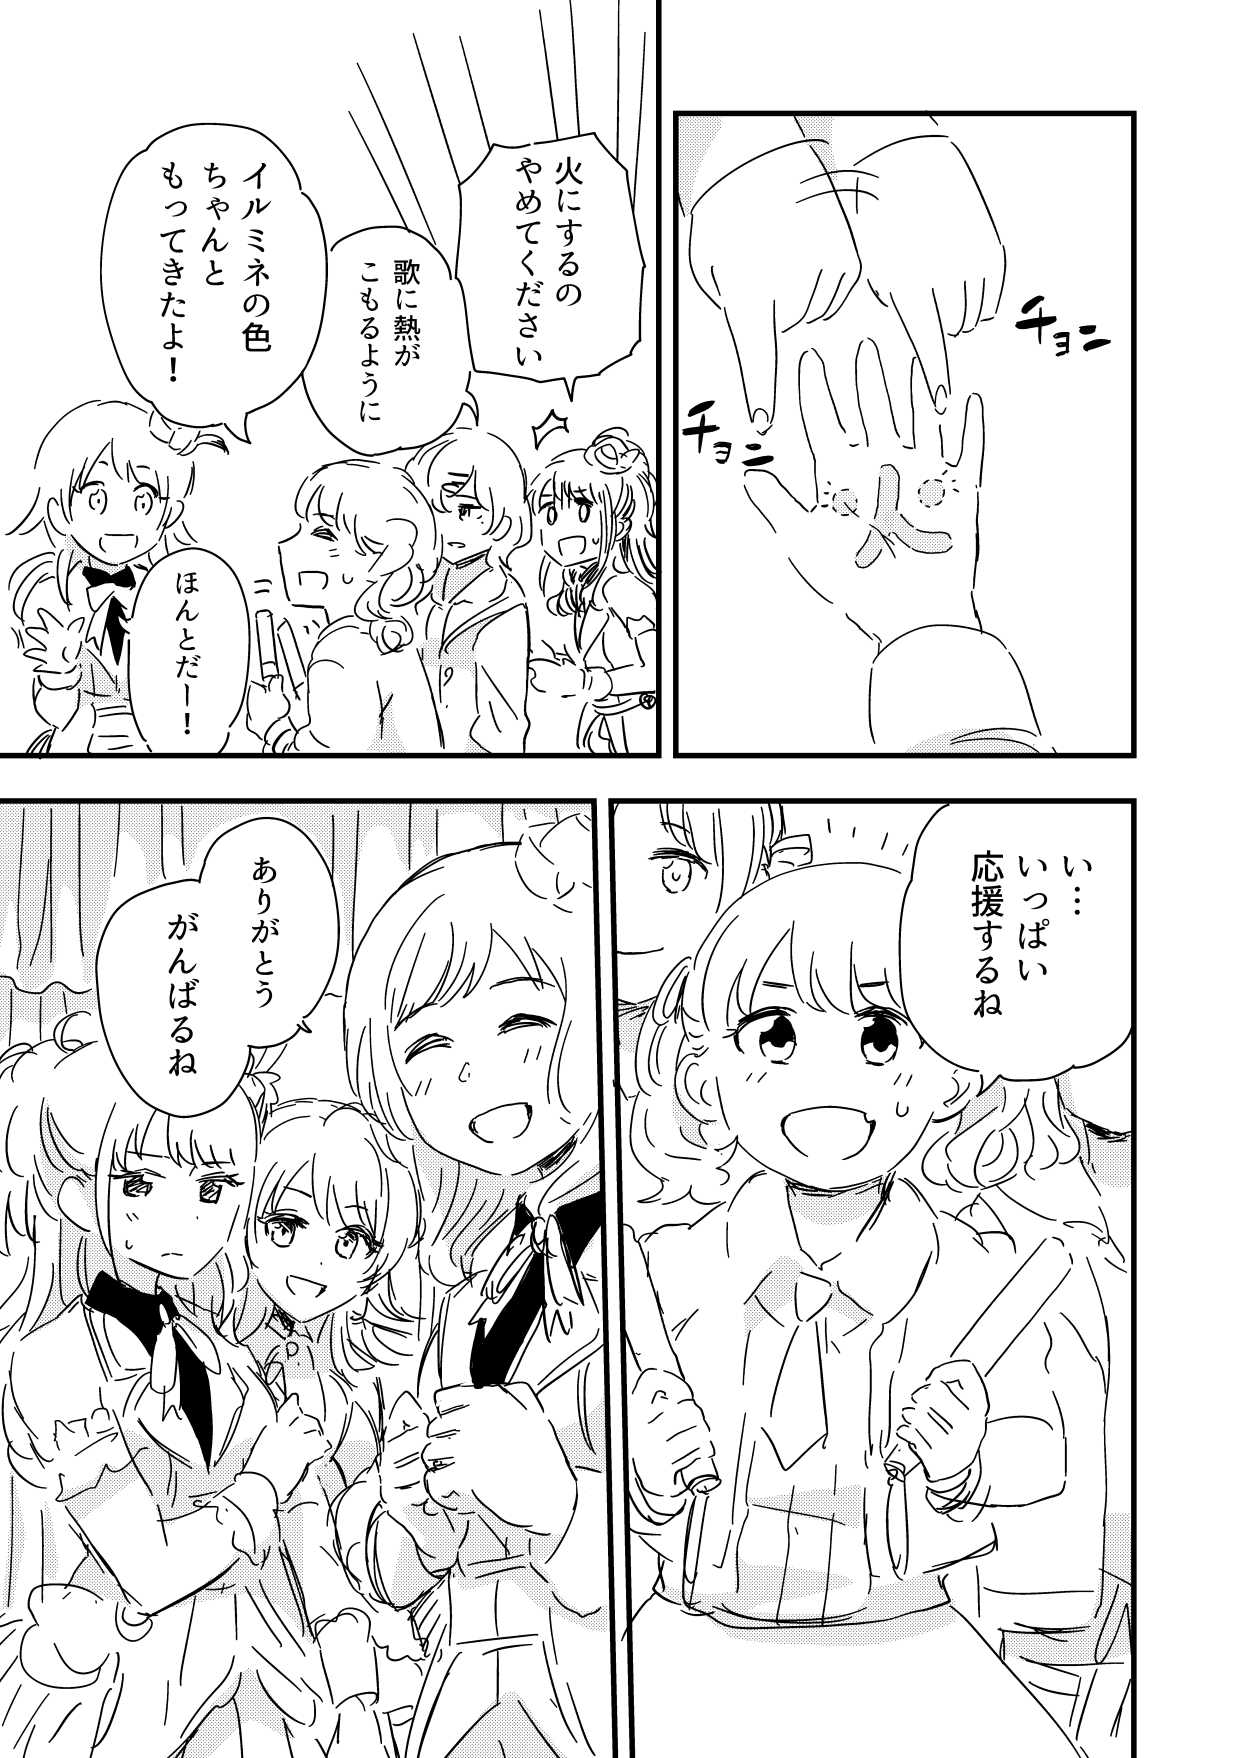 チョン
チョン
火にするの
やめてください
歌に熱が
こもるように
イルミネの色
ちゃんと
もってきたよ！
ほんとだー！
い…
いっぱい
応援するね
ありがとう
がんばるね